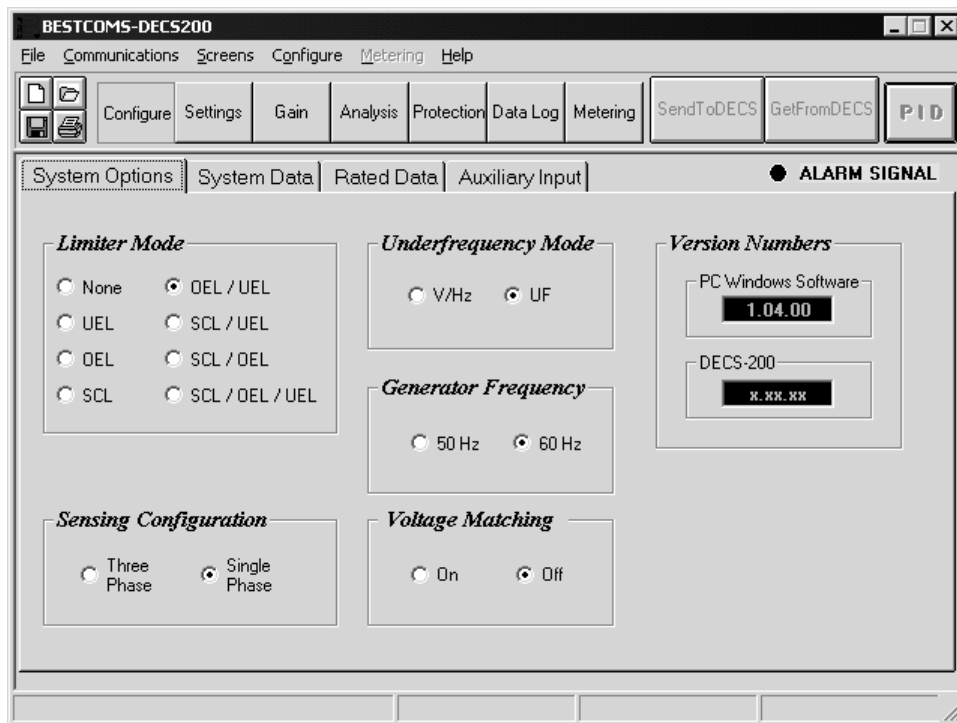 BESTCOMS-DECS200
File Communications Screens Configure Metering Help
Configure Settings Gain Analysis Protection Data Log Metering SendToDECS GetFromDECS PID
System Options System Data Rated Data Auxiliary Input ALARM SIGNAL
Limiter Mode
None OEL / UEL
UEL SCL / UEL
OEL SCL / OEL
SCL SCL / OEL / UEL
Underfrequency Mode
V/Hz UF
Generator Frequency
50 Hz 60 Hz
Version Numbers
PC Windows Software
1.04.00
DECS-200
x.xx.xx
Sensing Configuration
Three Phase Single Phase
Voltage Matching
On Off